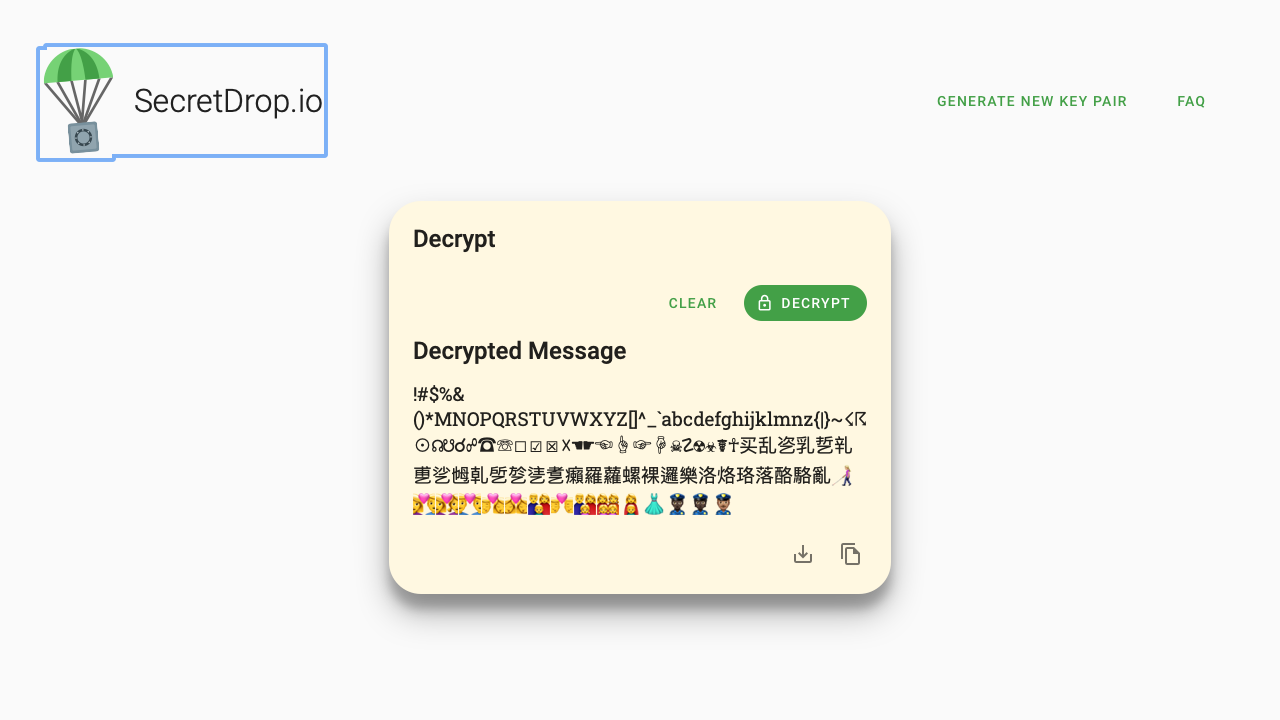 SecretDrop.io
GENERATE NEW KEY PAIR
FAQ
Decrypt
CLEAR
DECRYPT
Decrypted Message
!#$%&
()*MNOPQRSTUVWXYZ[]^_`abcdefghijklmnz{|}~☇☈
☉☊☋☌☍☎☏☐☑☒☓☚☛☜☝☞☟☠☡☢☣☤☥买乱乲乳乴乵
乶乷乸乹乺乻乼乽癩羅蘿螺裸邏樂洛烙珞落酪駱亂